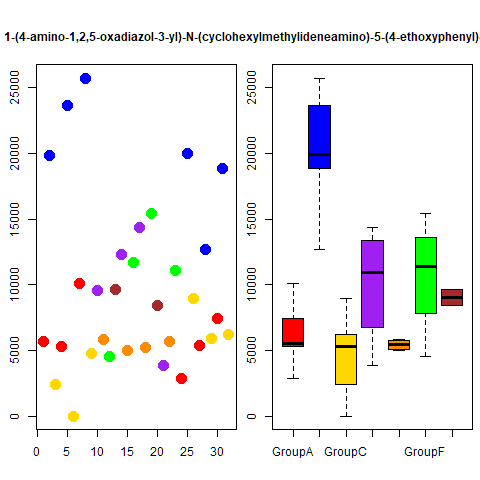 1-(4-amino-1,2,5-oxadiazol-3-yl)-N-(cyclohexylmethylideneamino)-5-(4-ethoxyphenyl)
0 5000 10000 15000 20000 25000
0 5 10 15 20 25 30
0 5000 10000 15000 20000 25000
GroupA GroupC GroupF